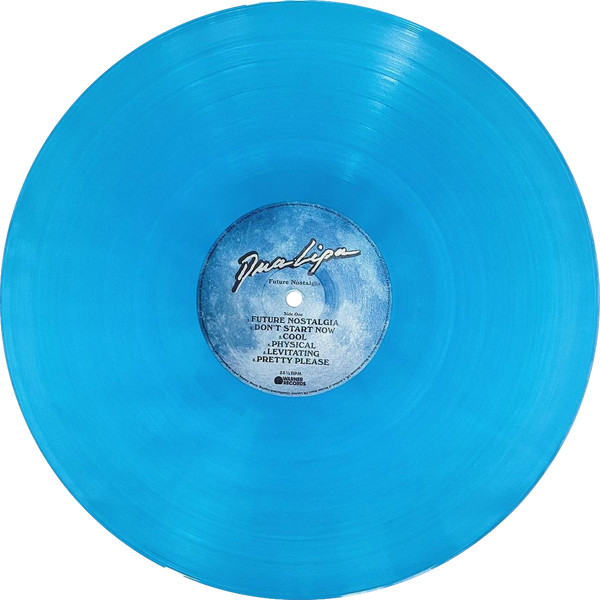 Dua Lipa
Future Nostalgia
Side One
1. FUTURE NOSTALGIA
2. DON'T START NOW
3. COOL
4. PHYSICAL
5. LEVITATING
6. PRETTY PLEASE
33 ⅓ RPM
WARNER
RECORDS